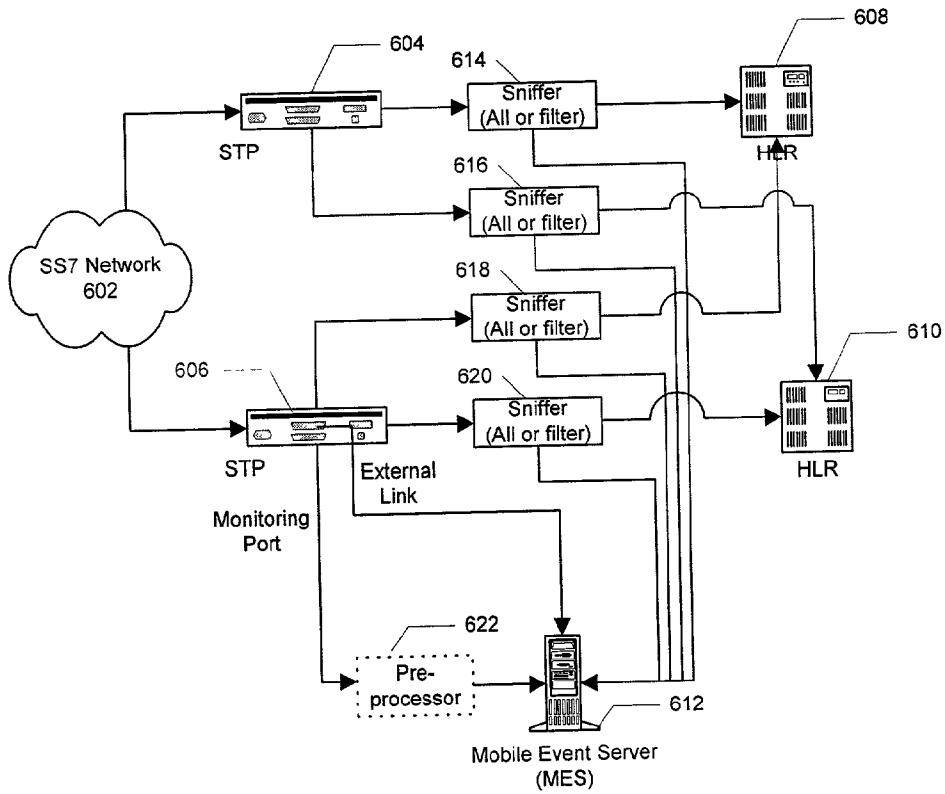 604
STP
614
Sniffer
(All or filter)
608
HLR
616
Sniffer
(All or filter)
SS7 Network
602
618
Sniffer
(All or filter)
606
STP
620
Sniffer
(All or filter)
610
HLR
External
Link
Monitoring
Port
622
Pre-
processor
612
Mobile Event Server
(MES)